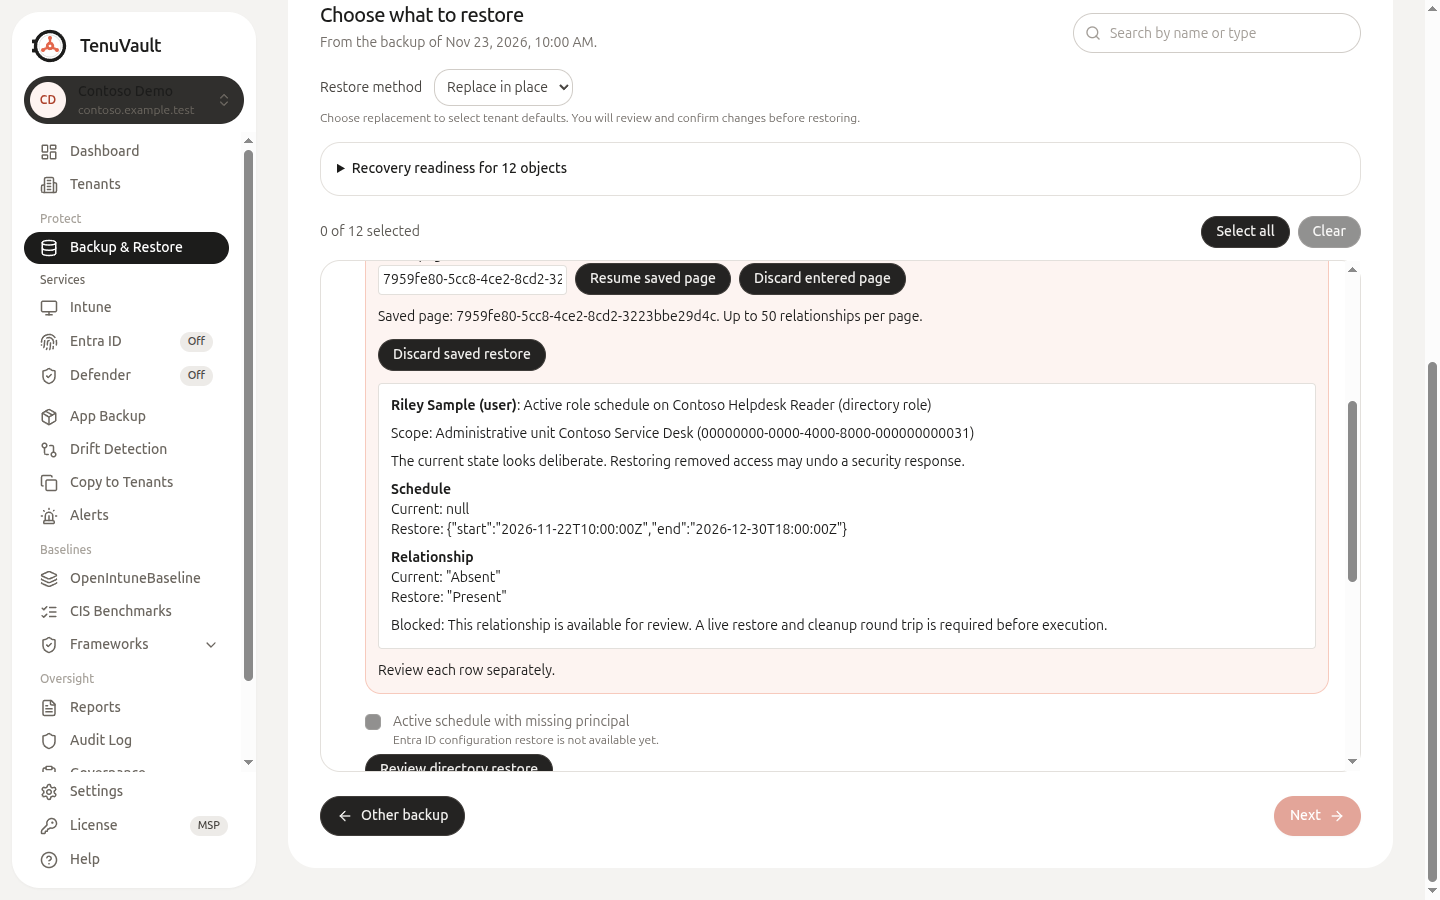 TenuVault
CD
Contoso Demo
contoso.example.test
Dashboard
Tenants
Protect
Backup & Restore
Services
Intune
Entra ID
Off
Defender
Off
App Backup
Drift Detection
Copy to Tenants
Alerts
Baselines
OpenIntuneBaseline
CIS Benchmarks
Frameworks
Oversight
Reports
Audit Log
Governance
Settings
License
MSP
Help
Choose what to restore
From the backup of Nov 23, 2026, 10:00 AM.
Search by name or type
Restore method
Replace in place
Choose replacement to select tenant defaults. You will review and confirm changes before restoring.
Recovery readiness for 12 objects
0 of 12 selected
Select all
Clear
7959fe80-5cc8-4ce2-8cd2-32
Resume saved page
Discard entered page
Saved page: 7959fe80-5cc8-4ce2-8cd2-3223bbe29d4c. Up to 50 relationships per page.
Discard saved restore
Riley Sample (user): Active role schedule on Contoso Helpdesk Reader (directory role)
Scope: Administrative unit Contoso Service Desk (00000000-0000-4000-8000-000000000031)
The current state looks deliberate. Restoring removed access may undo a security response.
Schedule
Current: null
Restore: {"start":"2026-11-22T10:00:00Z","end":"2026-12-30T18:00:00Z"}
Relationship
Current: "Absent"
Restore: "Present"
Blocked: This relationship is available for review. A live restore and cleanup round trip is required before execution.
Review each row separately.
Active schedule with missing principal
Entra ID configuration restore is not available yet.
Review directory restore
Other backup
Next